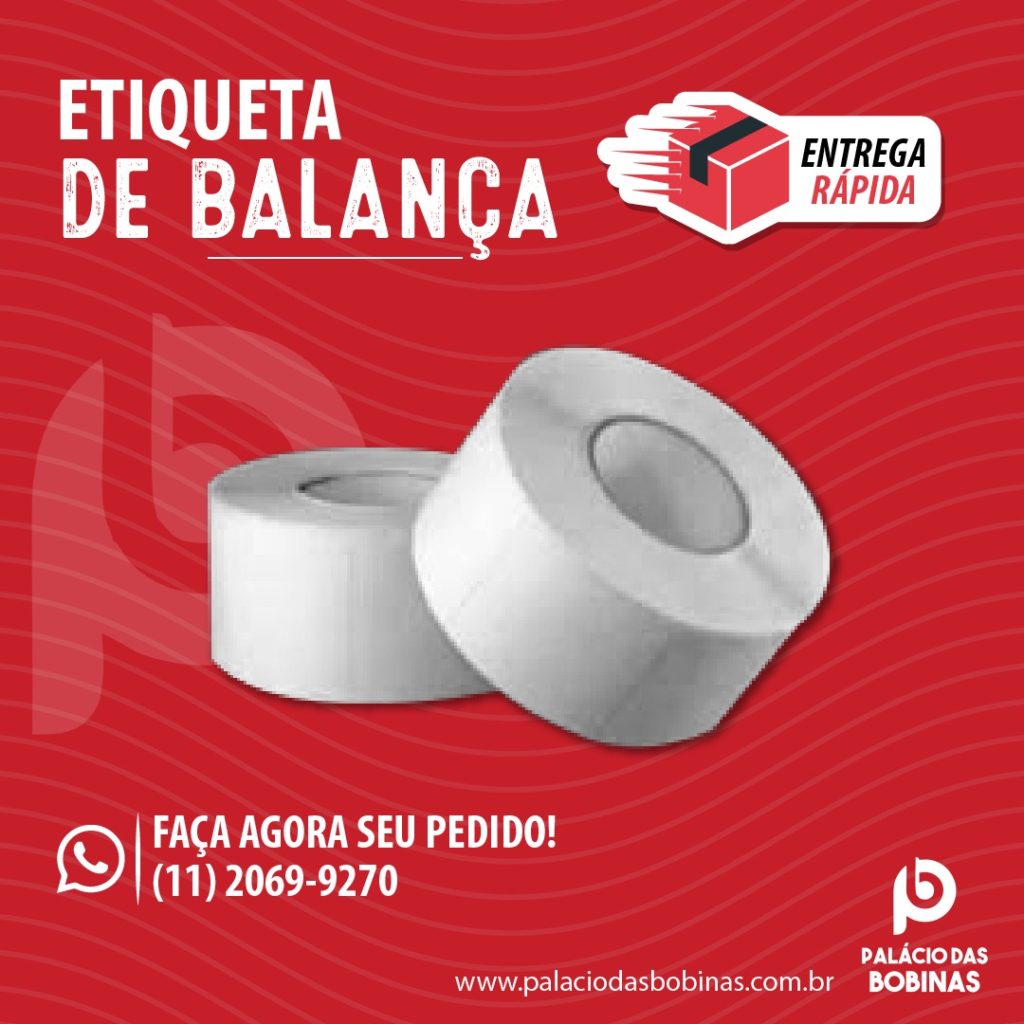 ETIQUETA
DE BALANÇA
ENTREGA
RÁPIDA
FAÇA AGORA SEU PEDIDO!
(11) 2069-9270
www.palaciodasbobinas.com.br
PALÁCIO DAS
BOBINAS